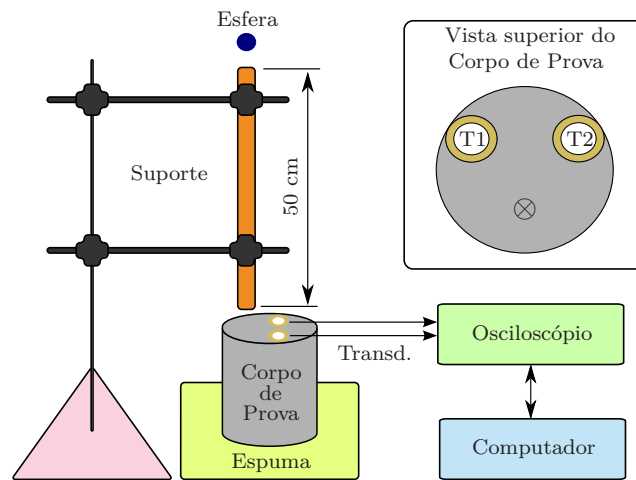 Esfera
Vista superior do
Corpo de Prova
T1
T2
Suporte
50 cm
Osciloscópio
Transd.
Corpo
de
Prova
Espuma
Computador